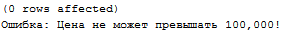 (0 rows affected)
Ошибка: Цена не может превышать 100,000!